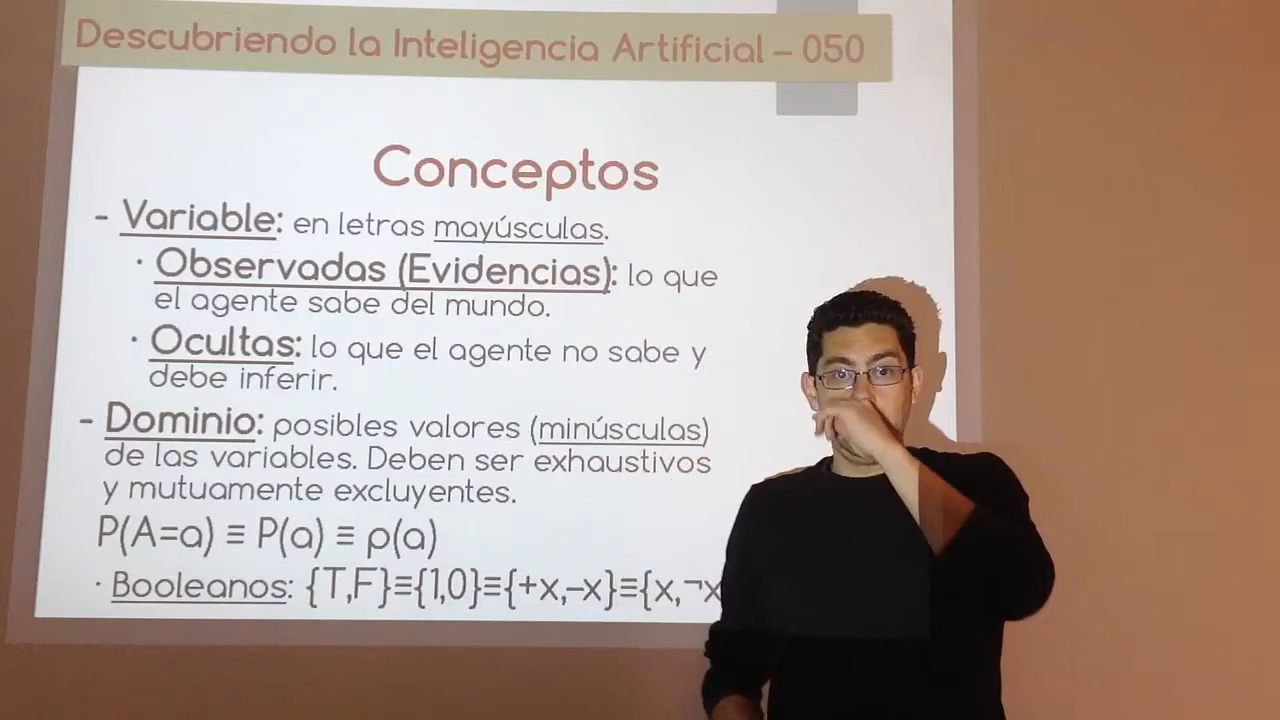 Descubriendo la Inteligencia Artificial – 050
Conceptos
- Variable: en letras mayúsculas.
· Observadas (Evidencias): lo que
el agente sabe del mundo.
· Ocultas: lo que el agente no sabe y
debe inferir.
- Dominio: posibles valores (minúsculas)
de las variables. Deben ser exhaustivos
y mutuamente excluyentes.
P(A=a) ≡ P(a) ≡ ρ(a)
· Booleanos: {T,F}≡{1,0}≡{+x,–x}≡{x,¬x